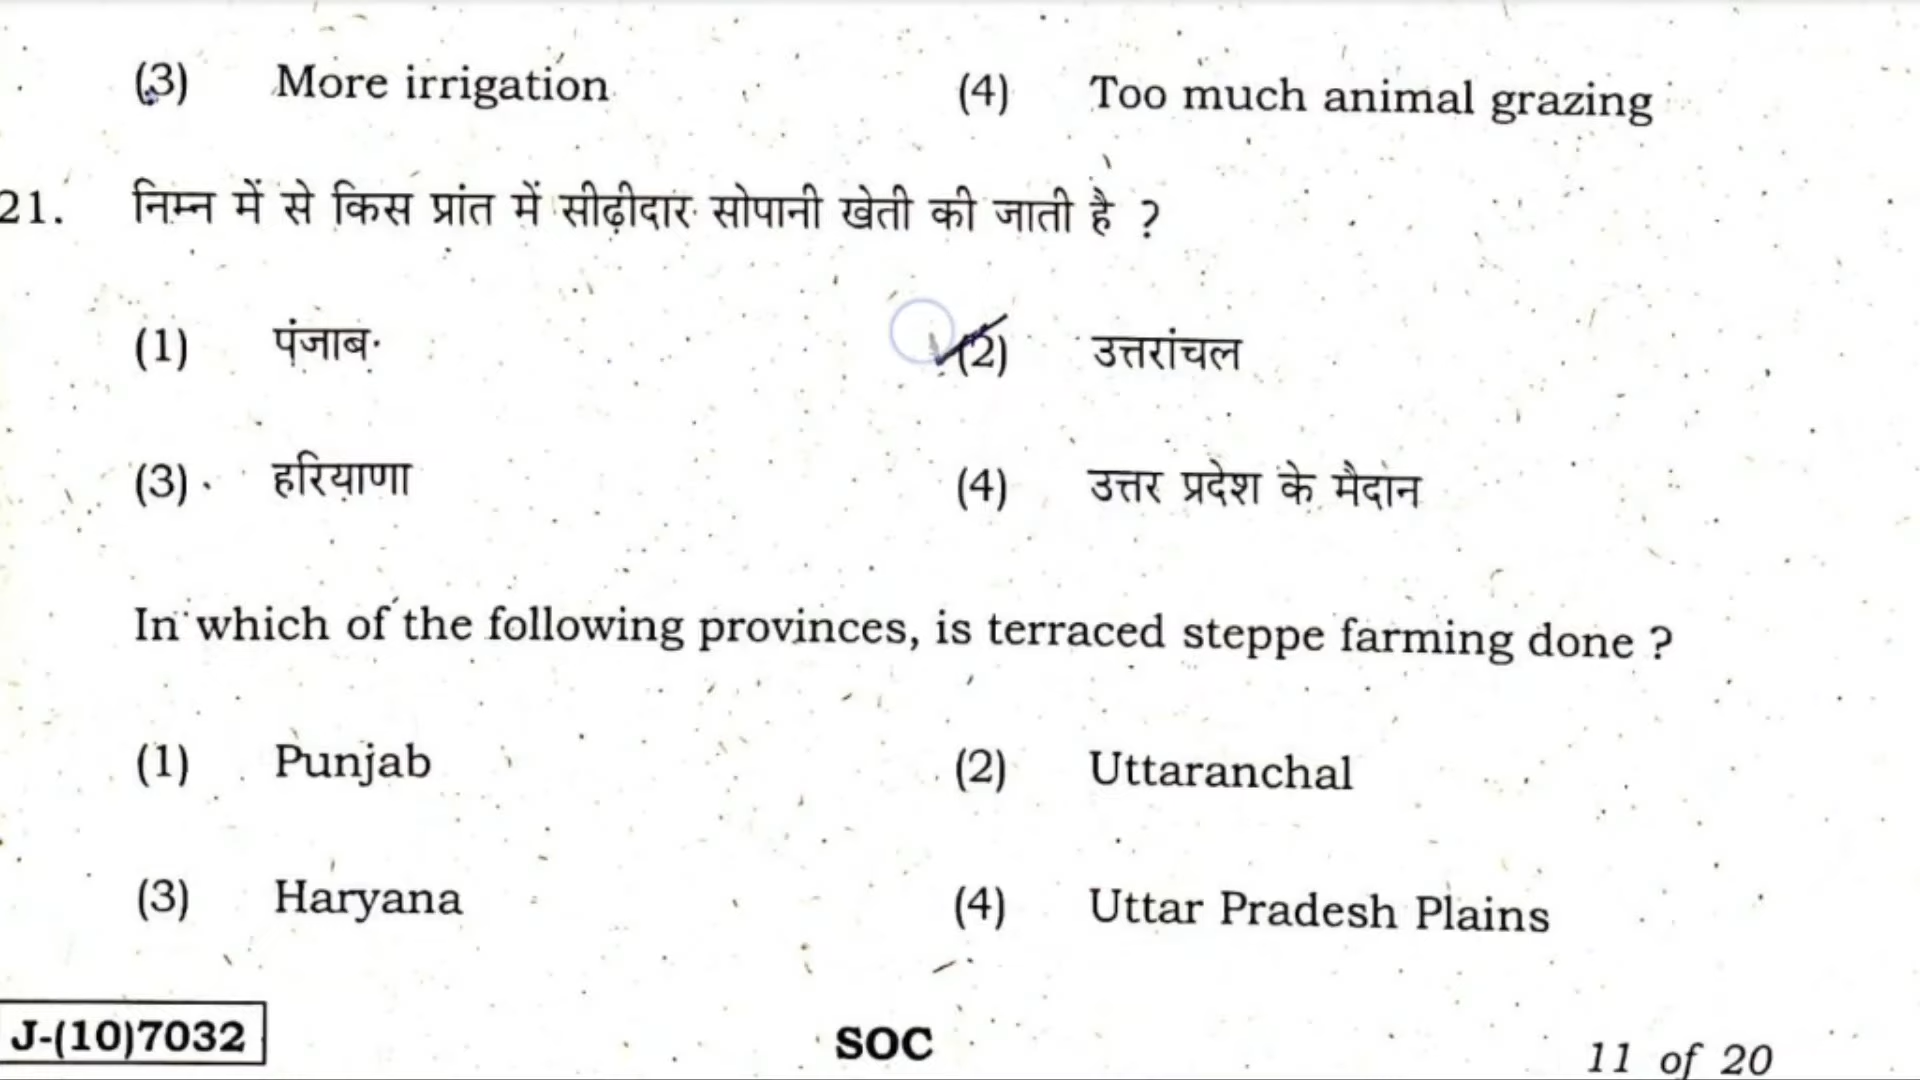 (3) More irrigation (4) Too much animal grazing
21. निम्न में से किस प्रांत में सीढ़ीदार सोपानी खेती की जाती है ?
(1) पंजाब (2) उत्तरांचल
(3) हरियाणा (4) उत्तर प्रदेश के मैदान
In which of the following provinces, is terraced steppe farming done ?
(1) Punjab (2) Uttaranchal
(3) Haryana (4) Uttar Pradesh Plains
J-(10)7032 SOC 11 of 20